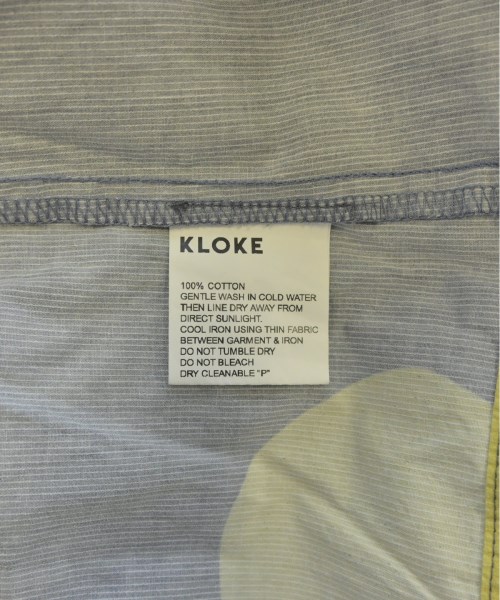 KLOKE
100% COTTON
GENTLE WASH IN COLD WATER
THEN LINE DRY AWAY FROM
DIRECT SUNLIGHT.
COOL IRON USING THIN FABRIC
BETWEEN GARMENT & IRON
DO NOT TUMBLE DRY
DO NOT BLEACH
DRY CLEANABLE "P"